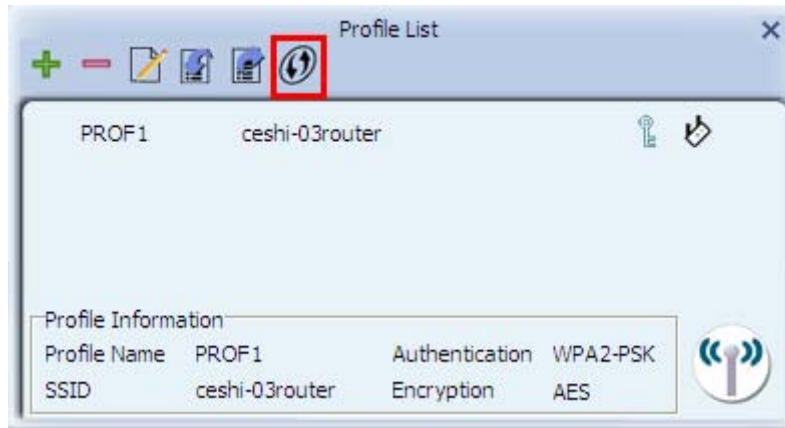 Profile List
PROF1 ceshi-03router
Profile Information
Profile Name PROF1 Authentication WPA2-PSK
SSID ceshi-03router Encryption AES